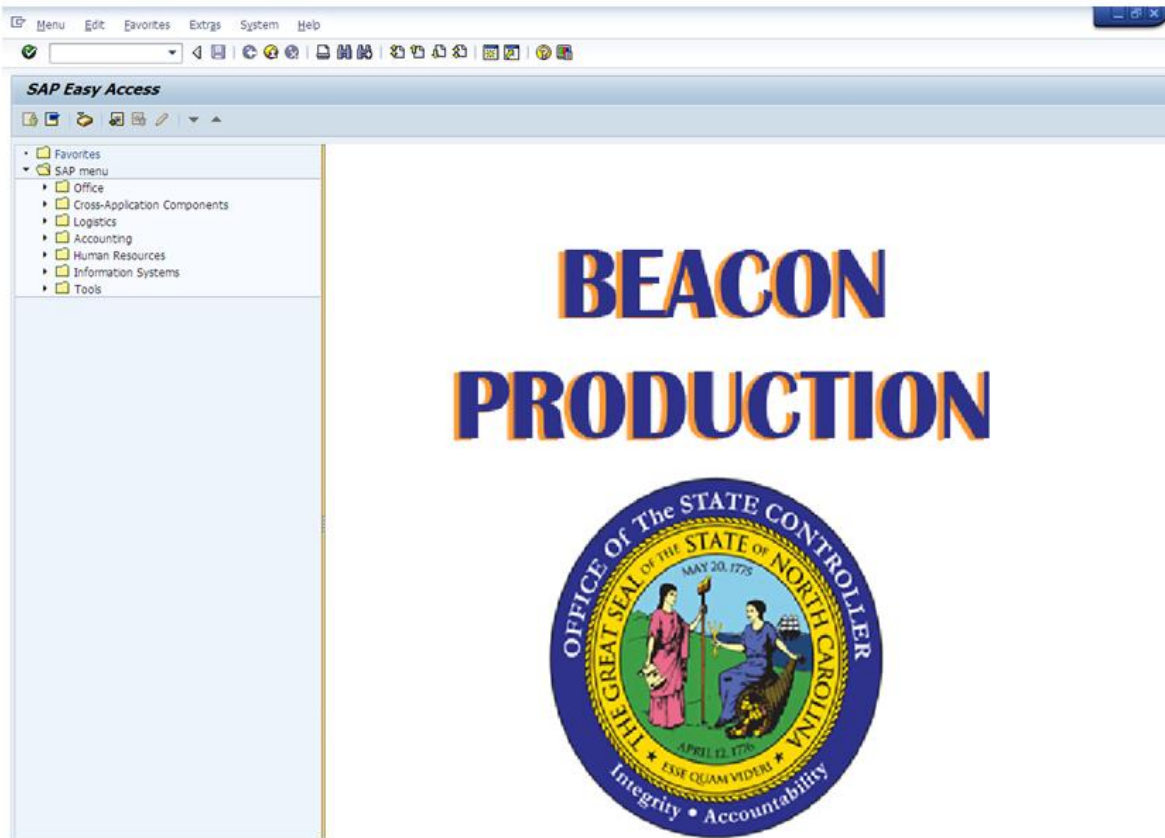 Menu Edit Favorites Extras System Help
SAP Easy Access
Favorites
SAP menu
Office
Cross-Application Components
Logistics
Accounting
Human Resources
Information Systems
Tools
BEACON
PRODUCTION
OFFICE Of The STATE CONTROLLER
THE GREAT SEAL OF THE STATE OF NORTH CAROLINA
MAY 20, 1775
APRIL 12, 1776
ESSE QUAM VIDERI
Integrity • Accountability